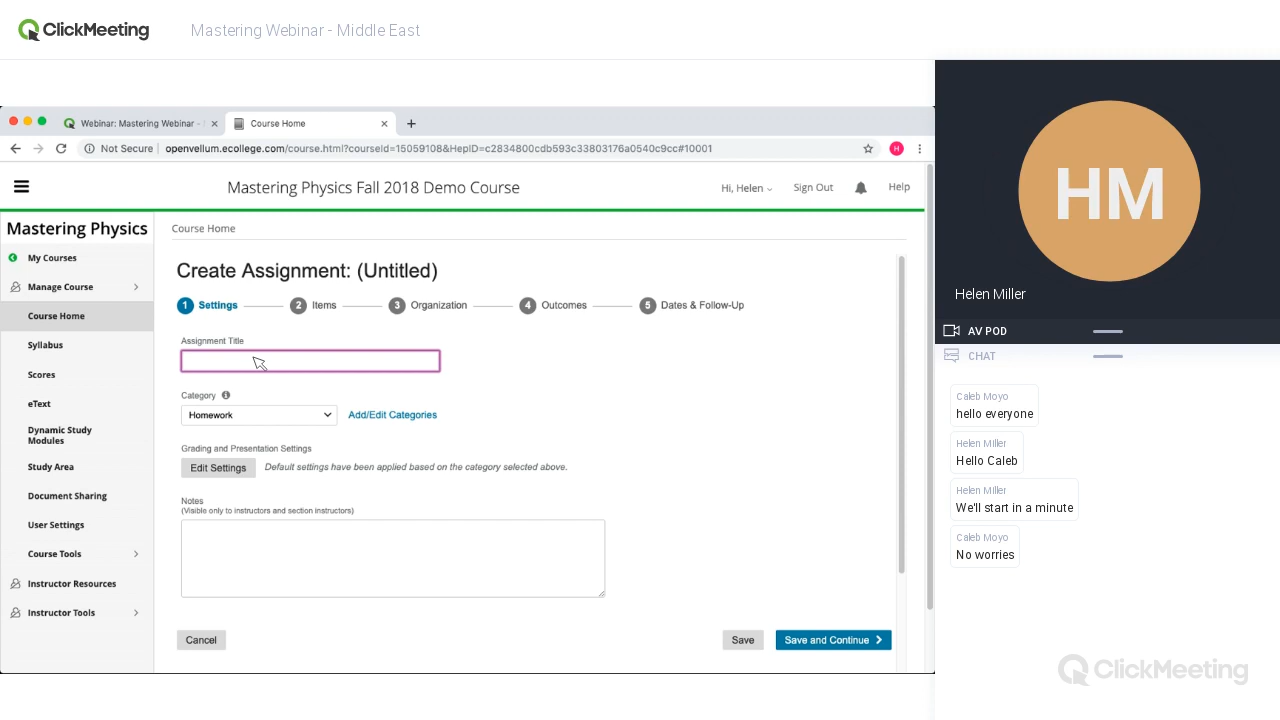 ClickMeeting
Mastering Webinar - Middle East
Webinar: Mastering Webinar -
Course Home
Not Secure
openvellum.ecollege.com/course.html?courseId=15059108&HepID=c2834800cdb593c33803176a0540c9cc#10001
H
Mastering Physics Fall 2018 Demo Course
Hi, Helen
Sign Out
Help
Mastering Physics
My Courses
Manage Course
Course Home
Syllabus
Scores
eText
Dynamic Study
Modules
Study Area
Document Sharing
User Settings
Course Tools
Instructor Resources
Instructor Tools
Course Home
Create Assignment: (Untitled)
1 Settings
2 Items
3 Organization
4 Outcomes
5 Dates & Follow-Up
Assignment Title
Category
Homework
Add/Edit Categories
Grading and Presentation Settings
Edit Settings
Default settings have been applied based on the category selected above.
Notes
(Visible only to instructors and section instructors)
Cancel
Save
Save and Continue
HM
Helen Miller
AV POD
CHAT
Caleb Moyo
hello everyone
Helen MIller
Hello Caleb
Helen MIller
We'll start in a minute
Caleb Moyo
No worries
ClickMeeting